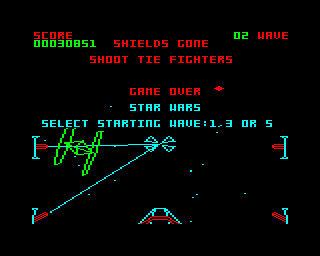 SCORE 02 WAVE
00030851 SHIELDS GONE
SHOOT TIE FIGHTERS
GAME OVER
STAR WARS
SELECT STARTING WAVE:1,3 OR 5